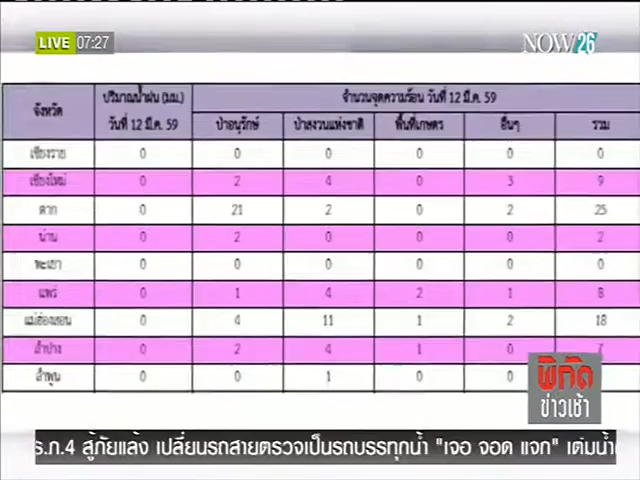 LIVE 07:27
NOW26
จังหวัด ปริมาณน้ำฝน (มม.) วันที่ 12 มี.ค. 59 จำนวนจุดความร้อน วันที่ 12 มี.ค. 59
ป่าอนุรักษ์ ป่าสงวนแห่งชาติ พื้นที่เกษตร อื่นๆ รวม
เชียงราย 0 0 0 0 0 0
เชียงใหม่ 0 2 4 0 3 9
ตาก 0 21 2 0 2 25
น่าน 0 2 0 0 0 2
พะเยา 0 0 0 0 0 0
แพร่ 0 1 4 2 1 8
แม่ฮ่องสอน 0 4 11 1 2 18
ลำปาง 0 2 4 1 0 7
ลำพูน 0 0 1 0 0
พิกัด
ข่าวเช้า
ร.ก.4 สู้ภัยแล้ง เปลี่ยนรถสายตรวจเป็นรถบรรทุกน้ำ "เจอ จอด แจก" เติมน้ำ